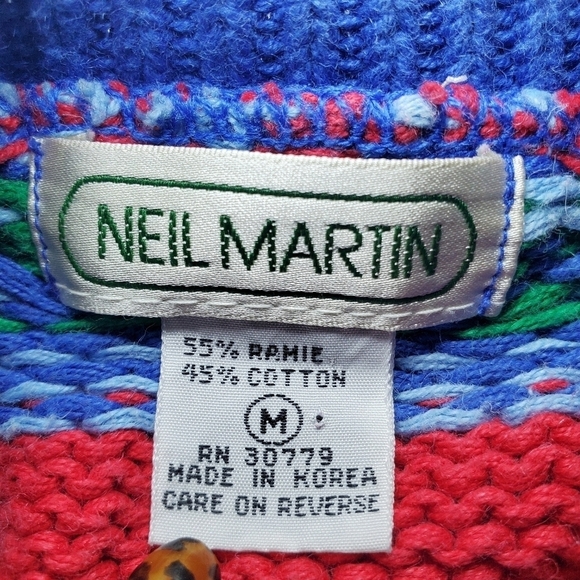 NEIL MARTIN
55% RAMIE
45% COTTON
M
RN 30779
MADE IN KOREA
CARE ON REVERSE